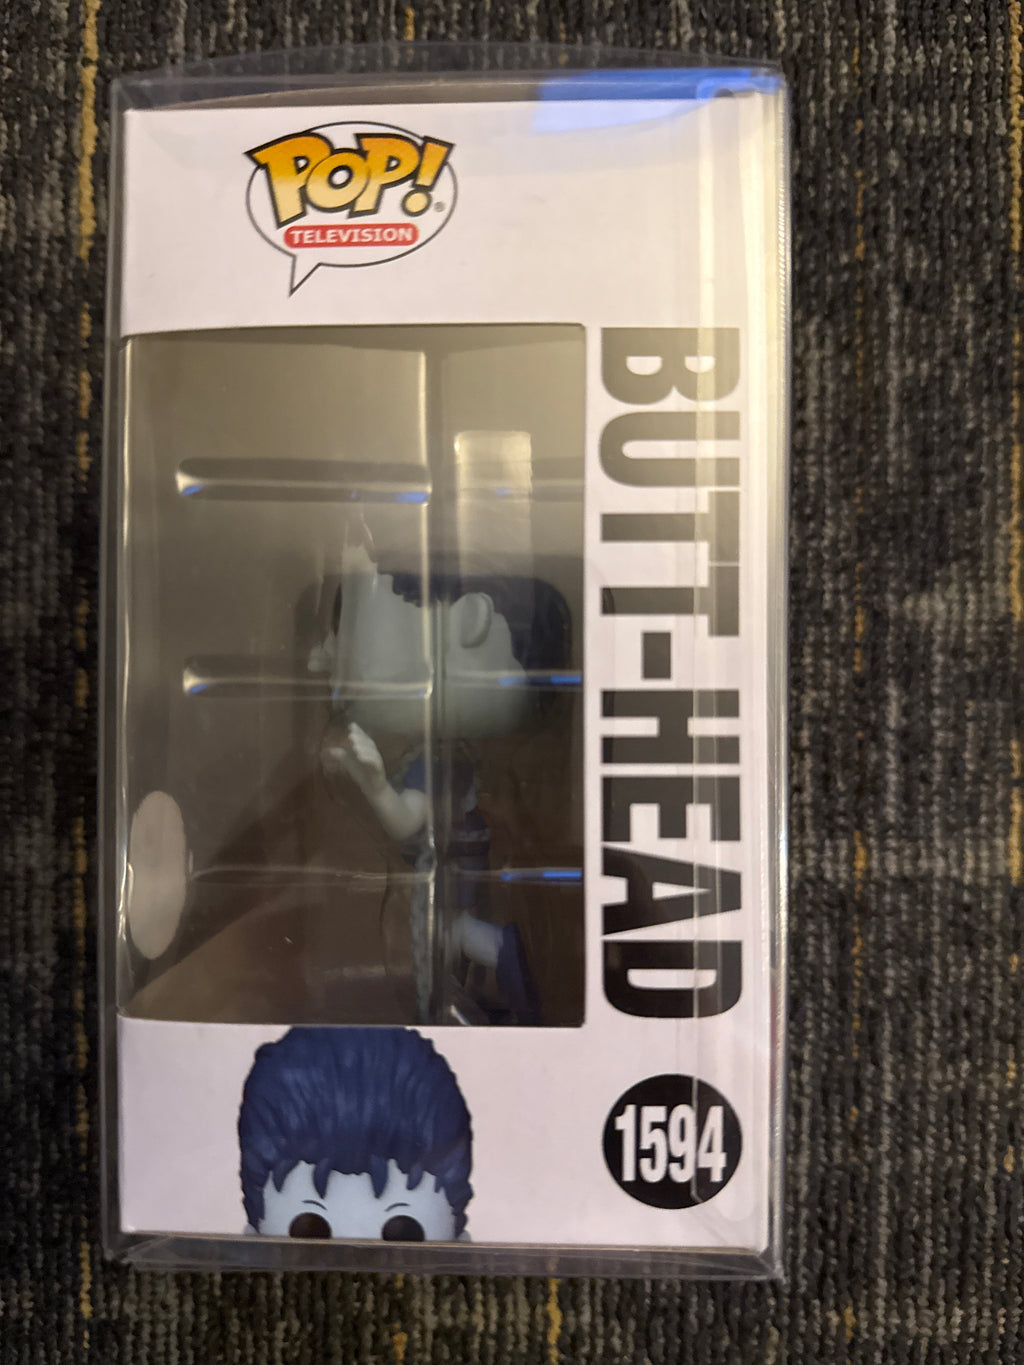 POP!
TELEVISION
BUTT-HEAD
1594